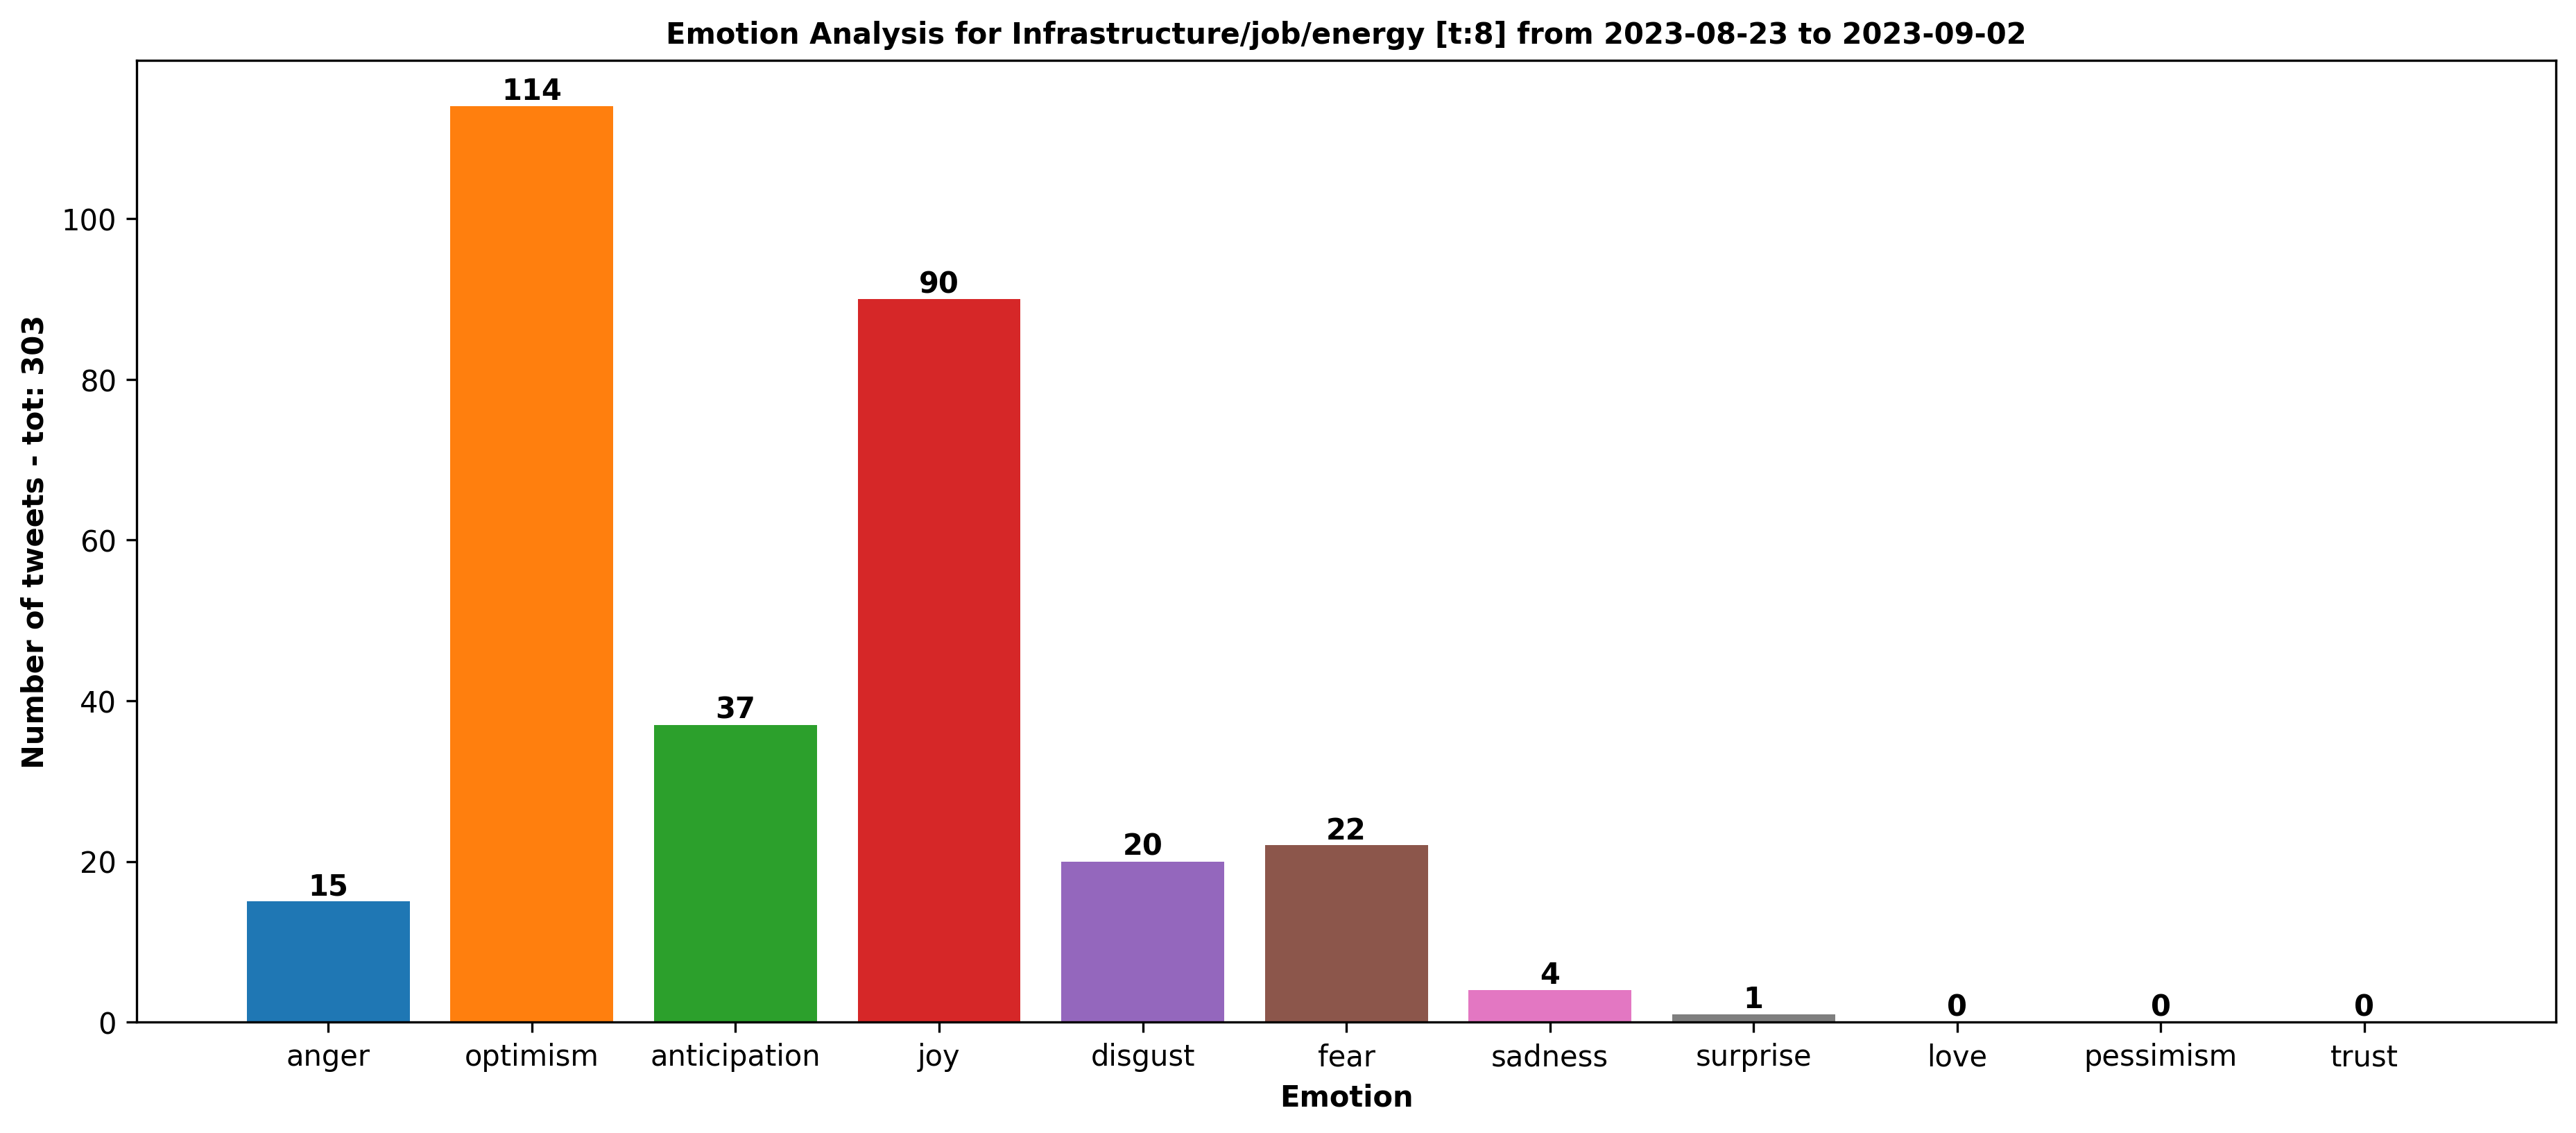 Emotion Analysis for Infrastructure/job/energy [t:8] from 2023-08-23 to 2023-09-02
Number of tweets - tot: 303
100
80
60
40
20
0
15
114
37
90
20
22
4
1
0
0
0
anger
optimism
anticipation
joy
disgust
fear
sadness
surprise
love
pessimism
trust
Emotion